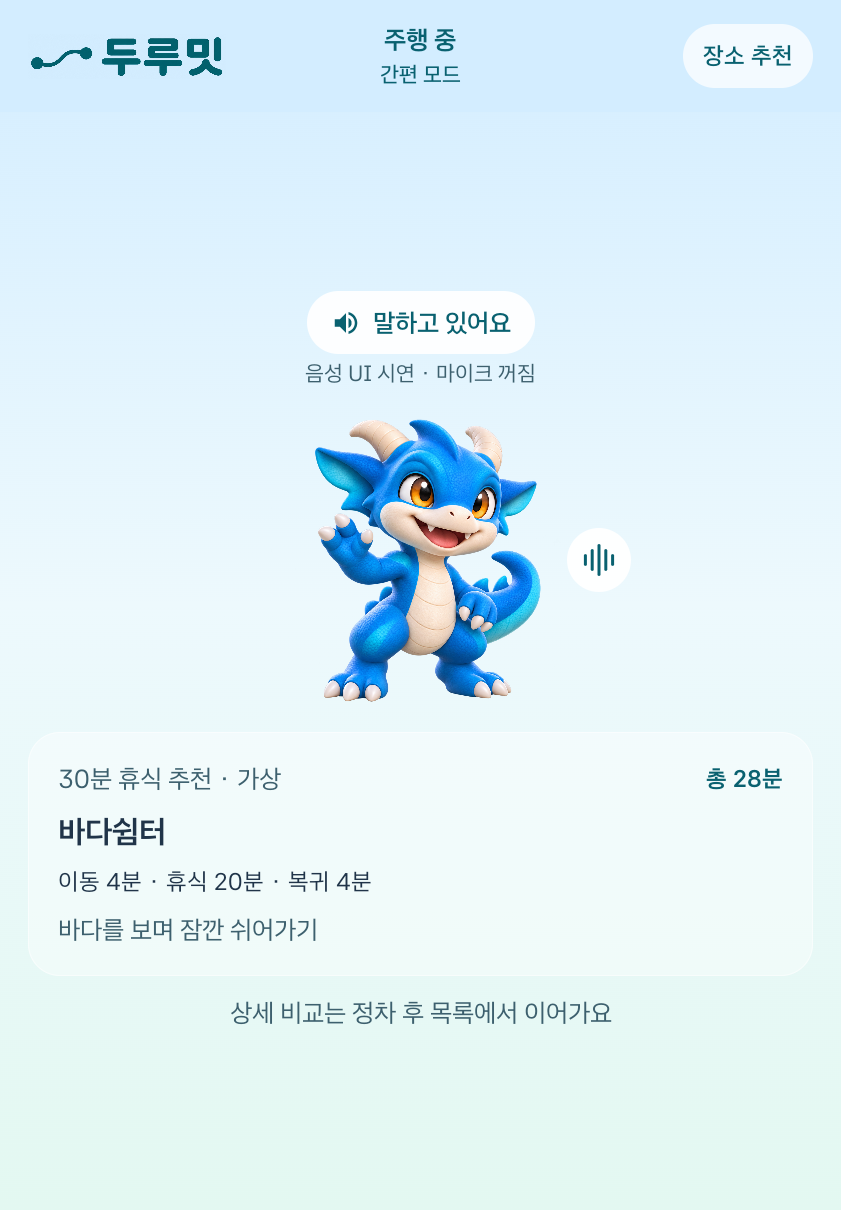 두루밋
주행 중
간편 모드
장소 추천
말하고 있어요
음성 UI 시연 · 마이크 꺼짐
30분 휴식 추천 · 가상
총 28분
바다쉼터
이동 4분 · 휴식 20분 · 복귀 4분
바다를 보며 잠깐 쉬어가기
상세 비교는 정차 후 목록에서 이어가요